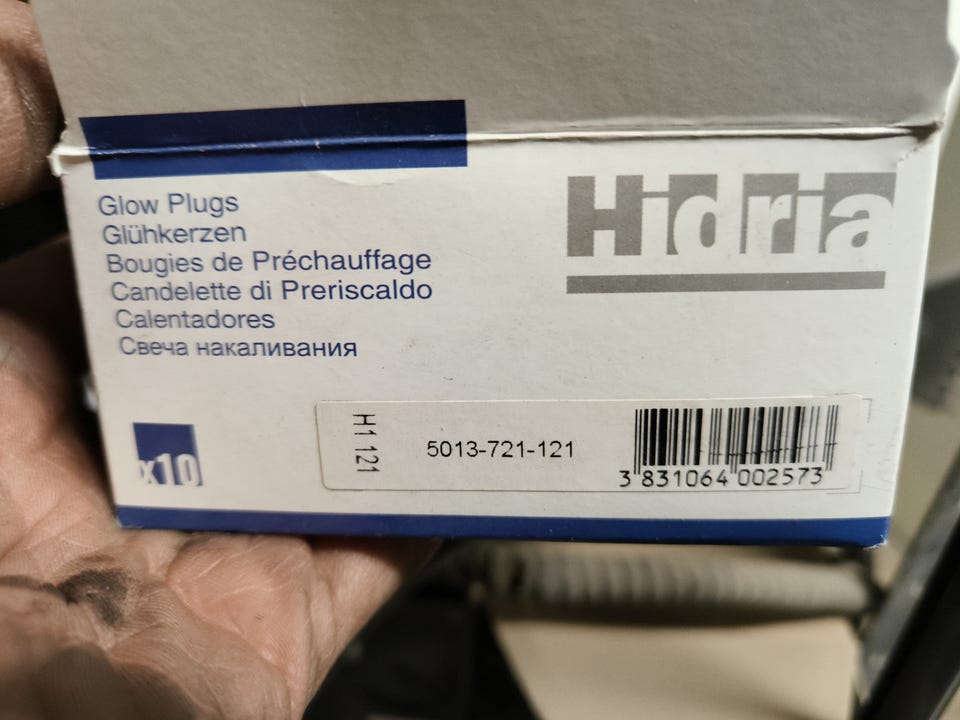 Hidria
Glow Plugs
Glühkerzen
Bougies de Préchauffage
Candelette di Preriscaldo
Calentadores
Свеча накаливания
x10
H1 121
5013-721-121
3 831064 002573